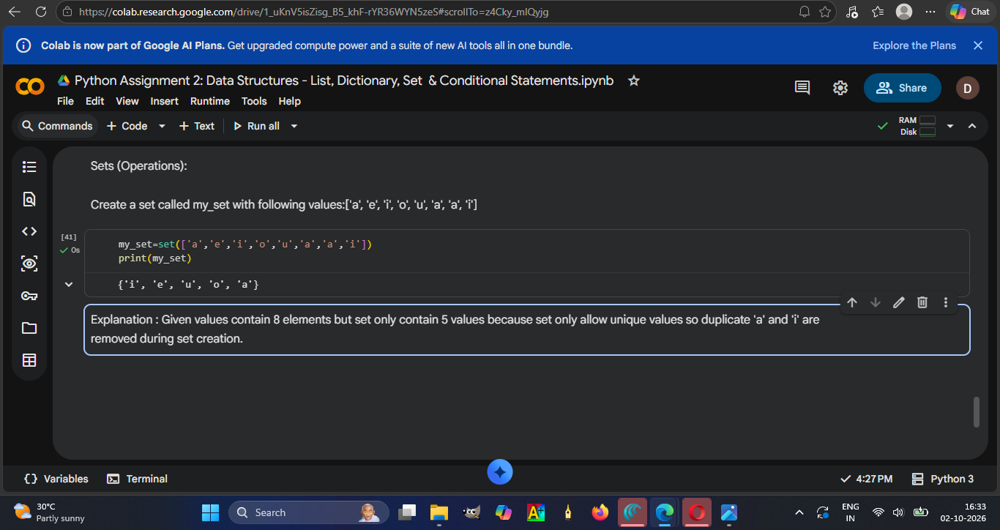 https://colab.research.google.com/drive/1_uKnV5isZisg_B5_khF-rYR36WYN5zeS#scrollTo=z4Cky_mlQyjg
Chat
Colab is now part of Google AI Plans. Get upgraded compute power and a suite of new AI tools all in one bundle.
Explore the Plans
Python Assignment 2: Data Structures - List, Dictionary, Set & Conditional Statements.ipynb
File Edit View Insert Runtime Tools Help
Share
D
Commands + Code + Text Run all
RAM
Disk
Sets (Operations):
Create a set called my_set with following values:['a', 'e', 'i', 'o', 'u', 'a', 'a', 'i']
[41]
0s
my_set=set(['a','e','i','o','u','a','a','i'])
print(my_set)
{'i', 'e', 'u', 'o', 'a'}
Explanation : Given values contain 8 elements but set only contain 5 values because set only allow unique values so duplicate 'a' and 'i' are
removed during set creation.
Variables Terminal
4:27 PM Python 3
30°C
Partly sunny
Search
ENG
IN
16:33
02-10-2026